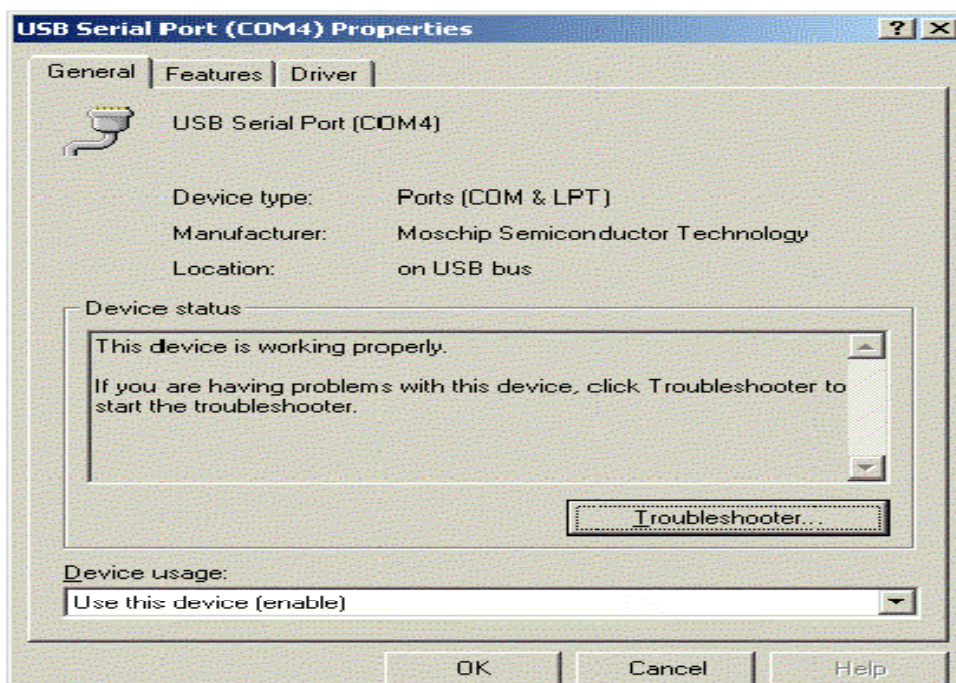 USB Serial Port (COM4) Properties
General Features Driver
USB Serial Port (COM4)
Device type: Ports (COM & LPT)
Manufacturer: Moschip Semiconductor Technology
Location: on USB bus
Device status
This device is working properly.
If you are having problems with this device, click Troubleshooter to
start the troubleshooter.
Troubleshooter...
Device usage:
Use this device (enable)
OK Cancel Help